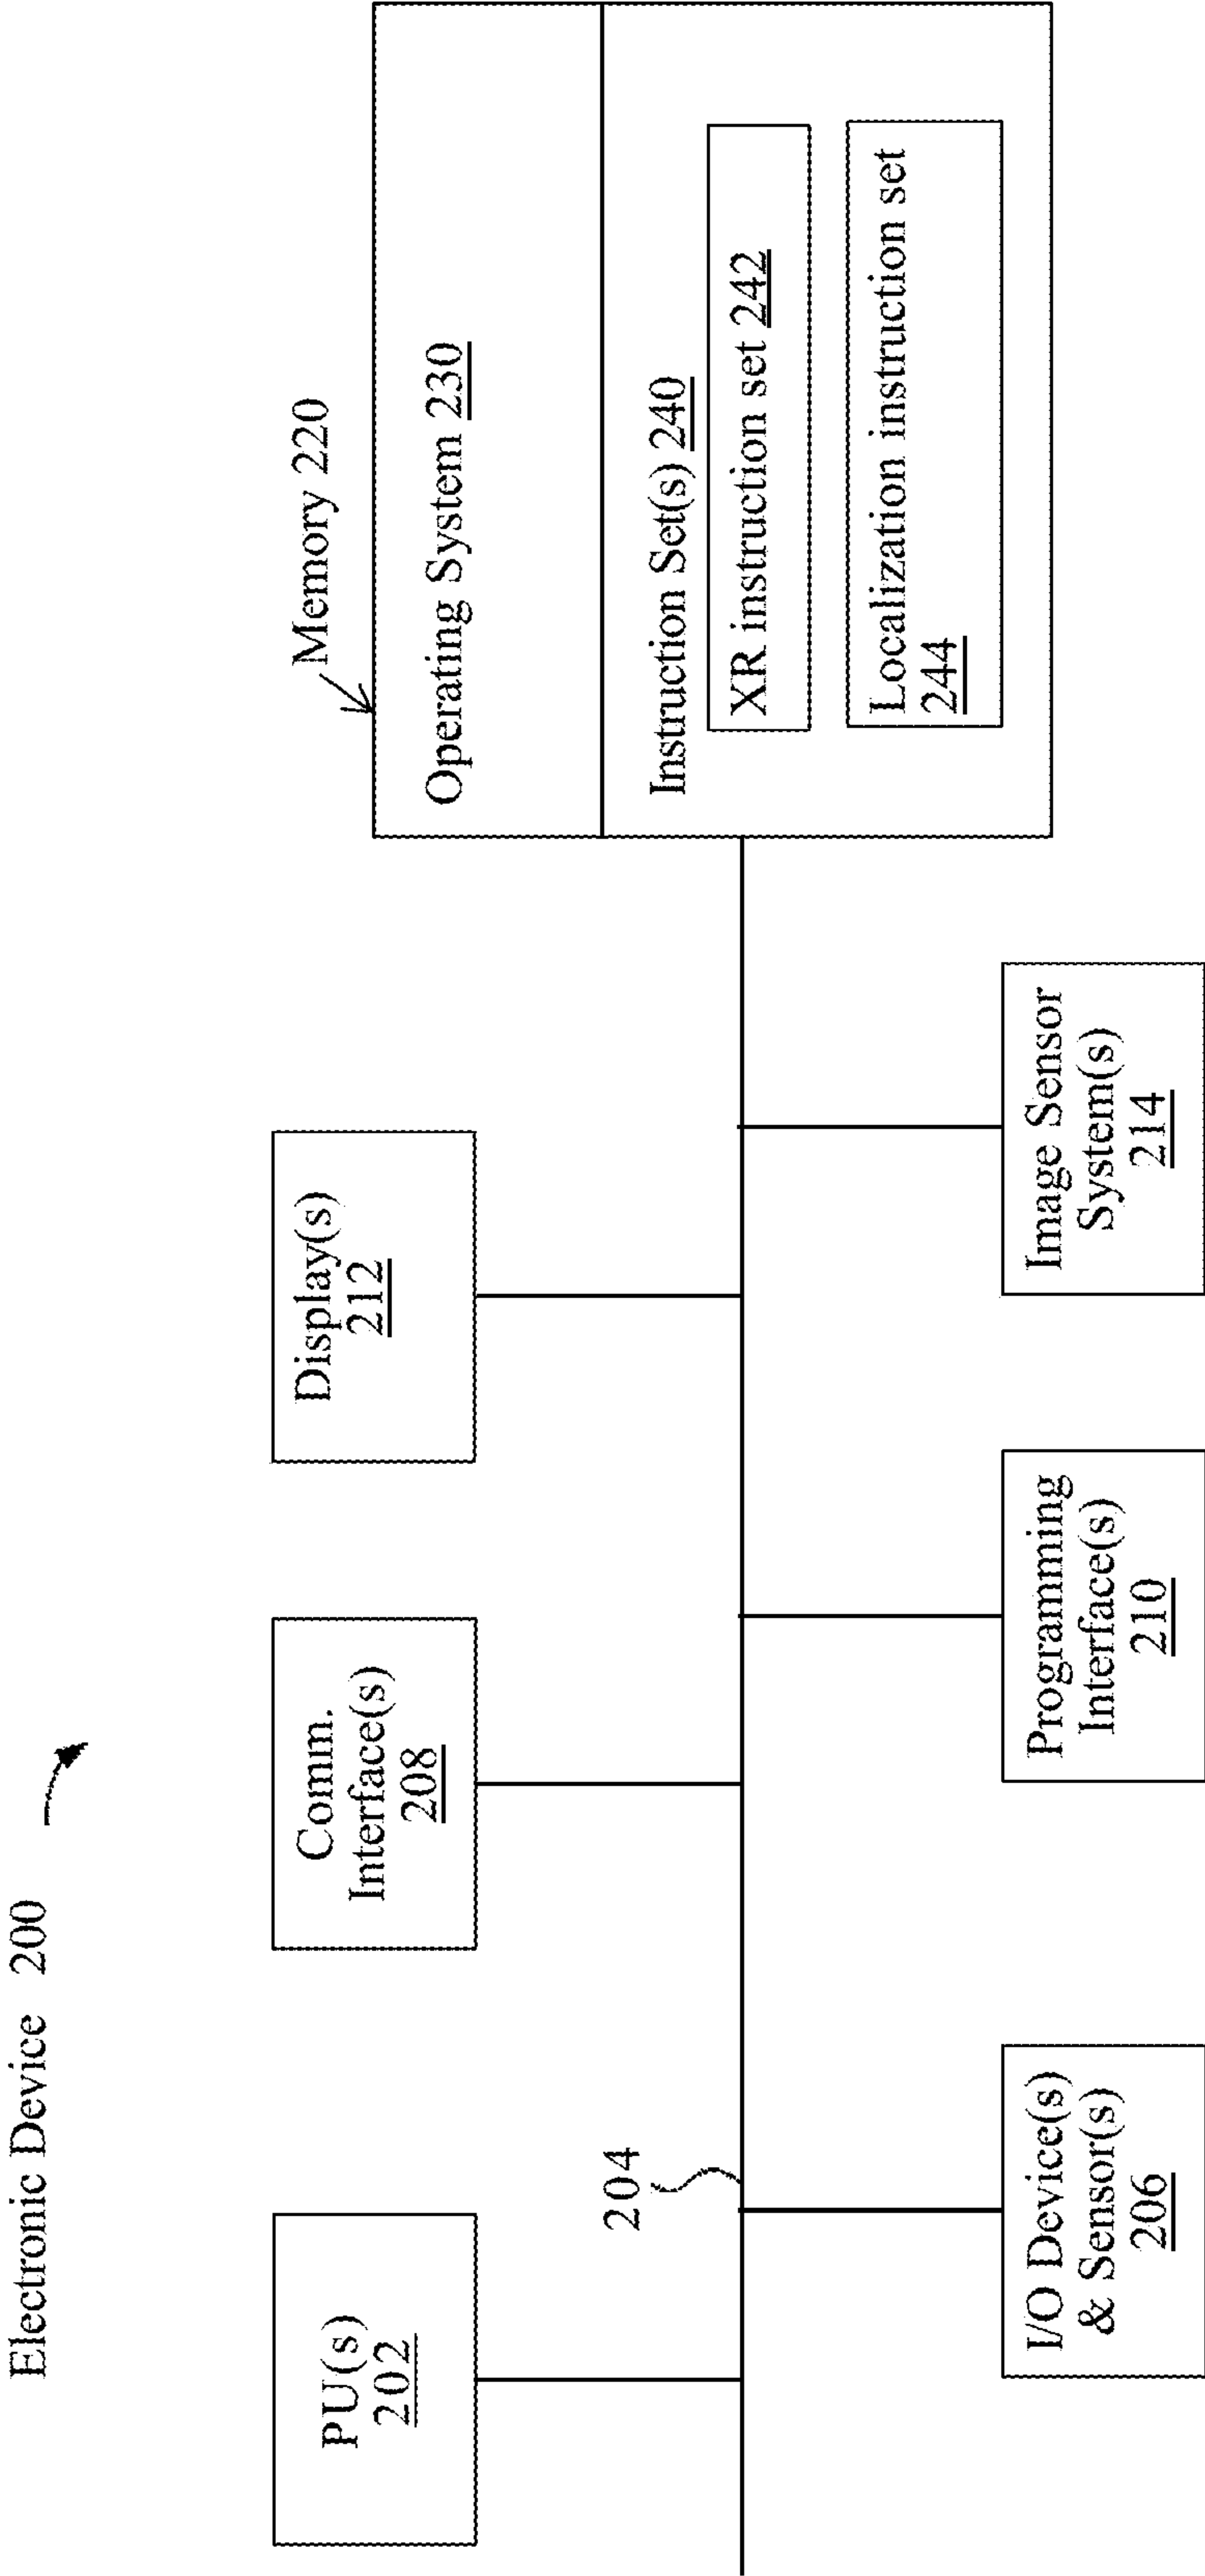 Electronic Device 200
PU(s)
202
Comm.
Interface(s)
208
Display(s)
212
Memory 220
Operating System 230
Instruction Set(s) 240
XR instruction set 242
Localization instruction set
244
204
I/O Device(s)
& Sensor(s)
206
Programming
Interface(s)
210
Image Sensor
System(s)
214